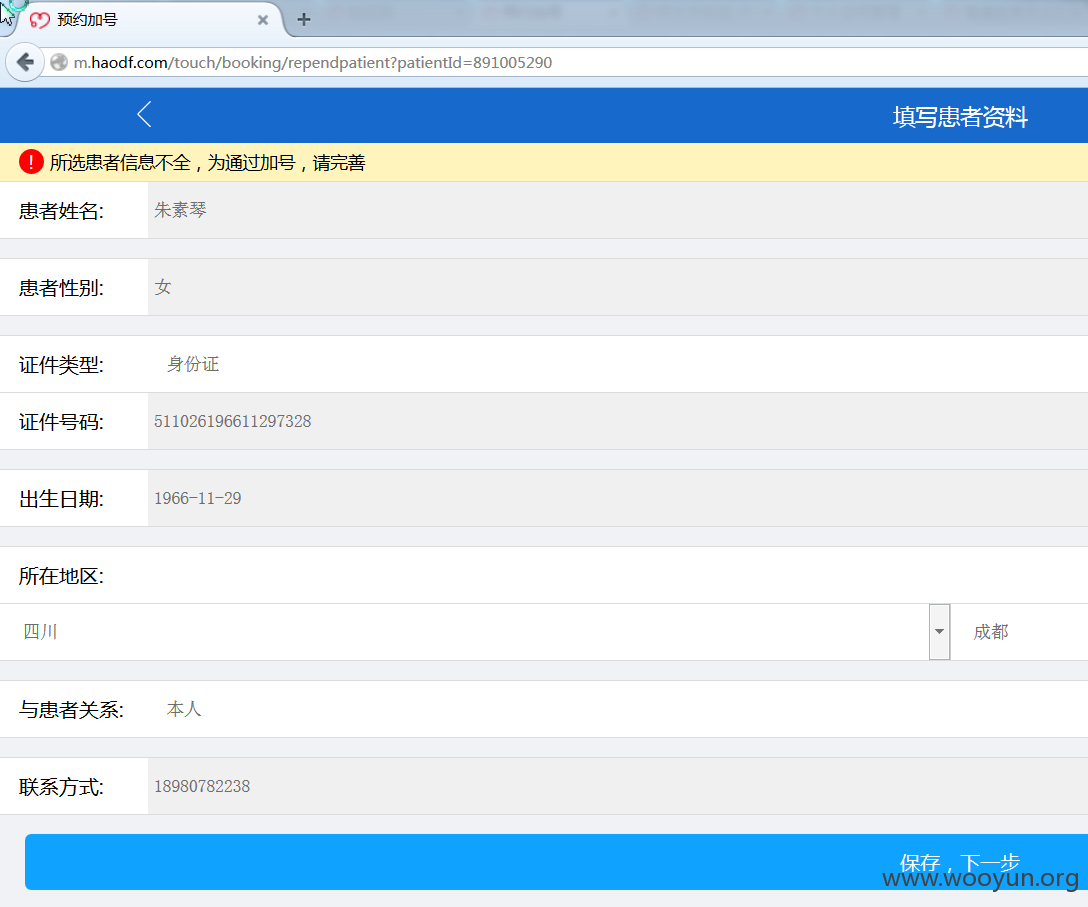 预约加号
m.haodf.com/touch/booking/rependpatient?patientId=891005290
填写患者资料
! 所选患者信息不全，为通过加号，请完善
患者姓名: 朱素琴
患者性别: 女
证件类型: 身份证
证件号码: 511026196611297328
出生日期: 1966-11-29
所在地区:
四川 成都
与患者关系: 本人
联系方式: 18980782238
保存，下一步
www.wooyun.org